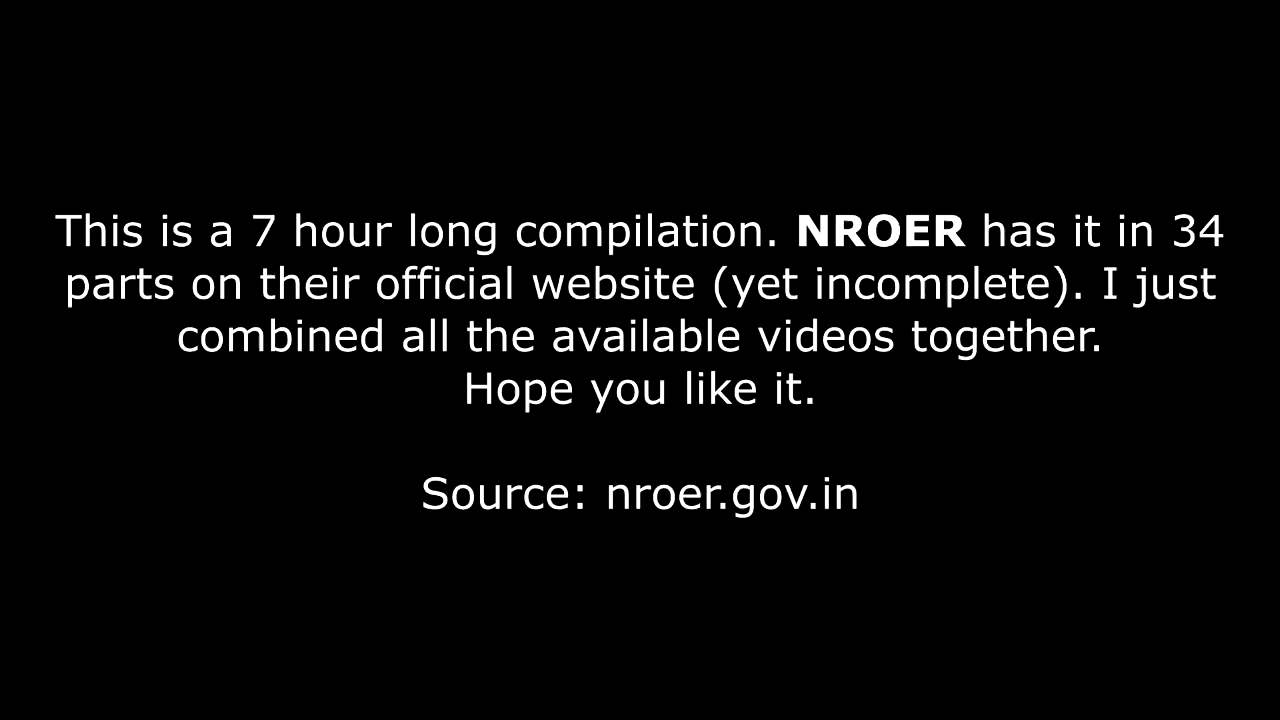 This is a 7 hour long compilation. NROER has it in 34
parts on their official website (yet incomplete). I just
combined all the available videos together.
Hope you like it.
Source: nroer.gov.in